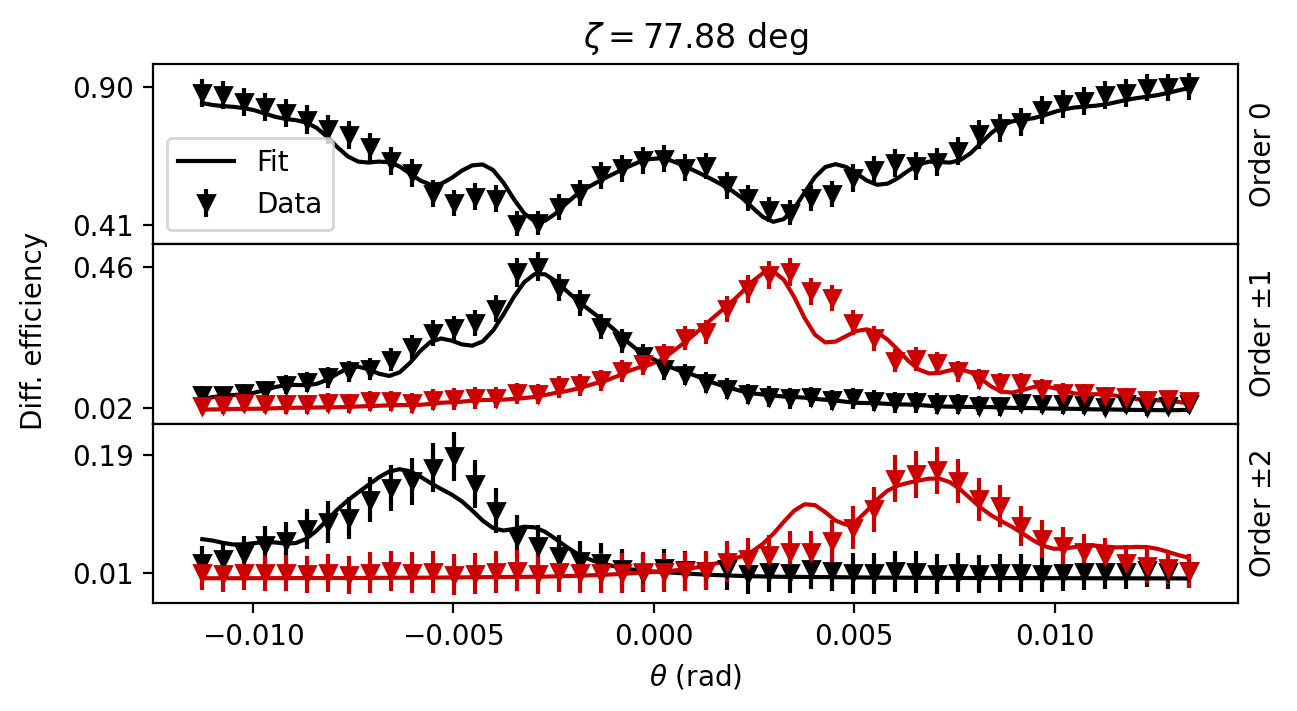 ζ = 77.88 deg
0.90
0.41
Fit
Data
Order 0
Diff. efficiency
0.46
0.02
Order ±1
0.19
0.01
Order ±2
−0.010
−0.005
0.000
0.005
0.010
θ (rad)